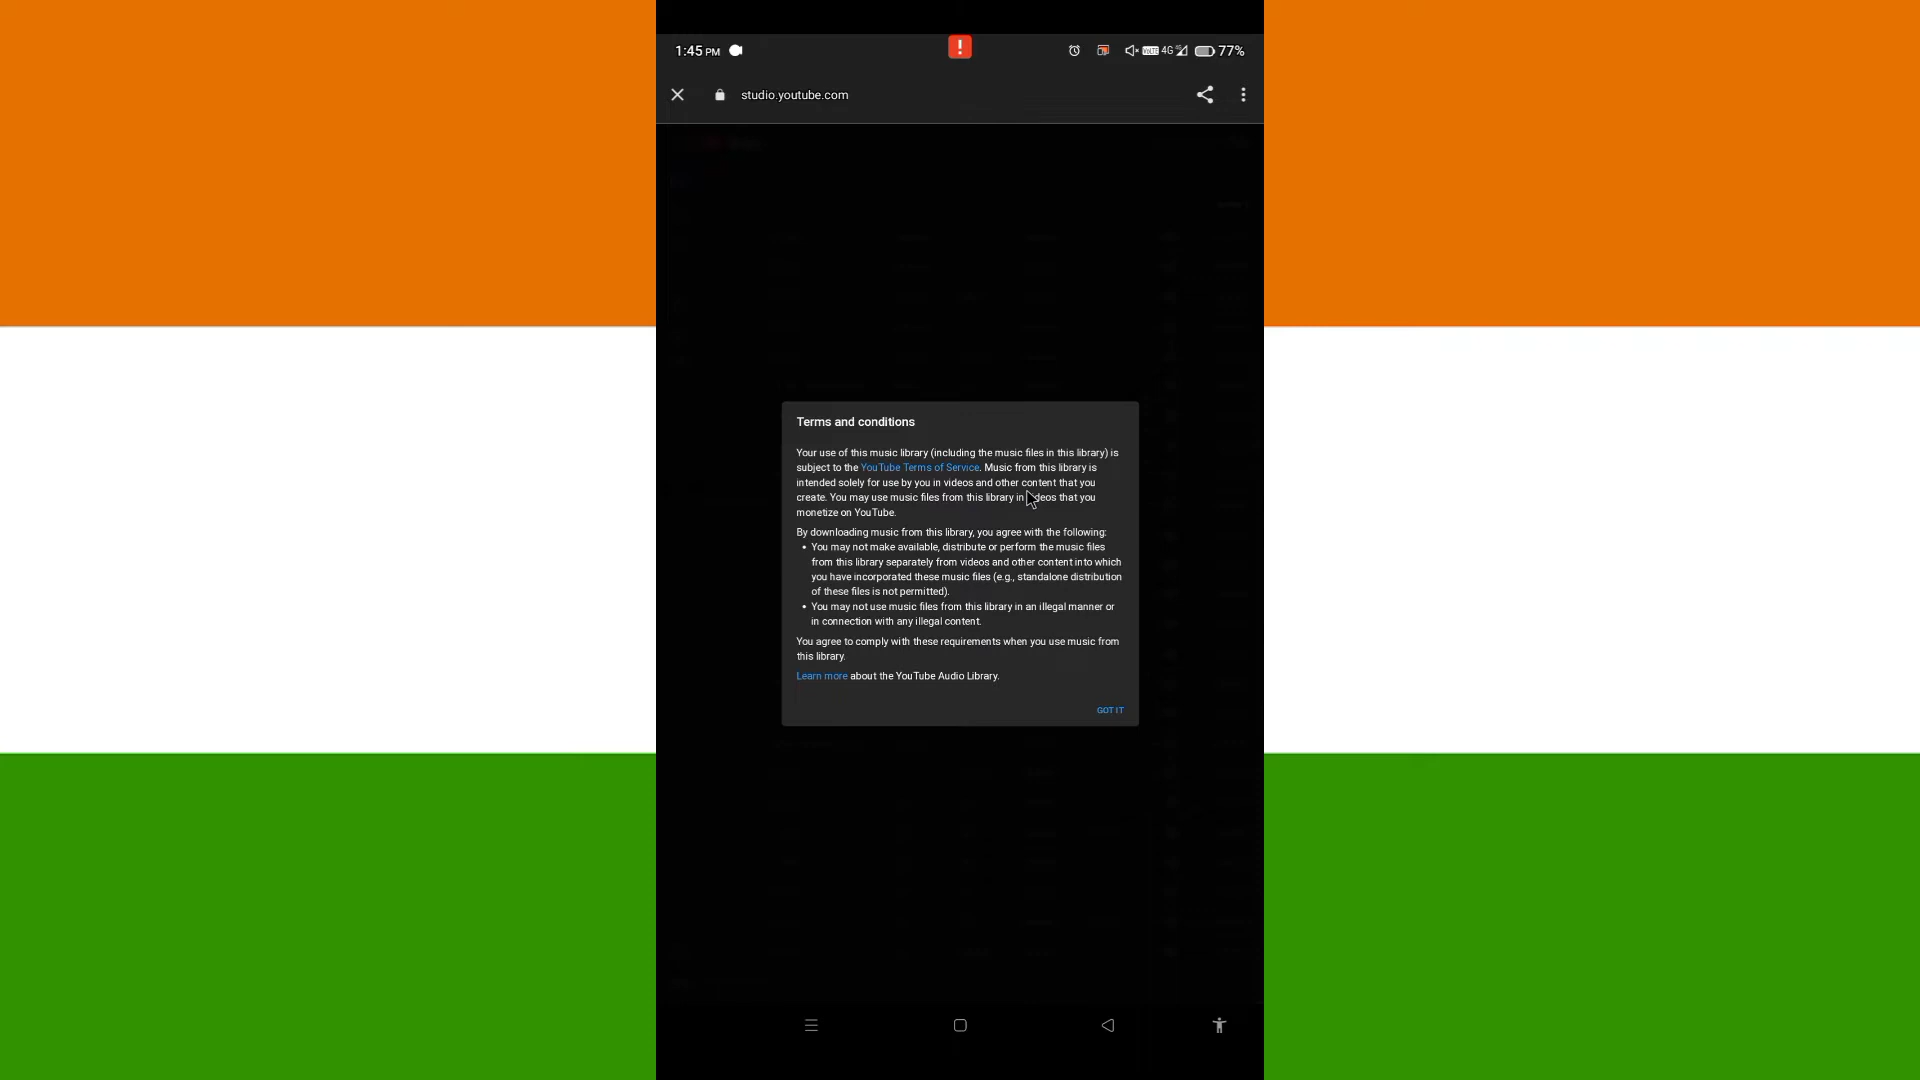 1:45 PM
4G
77%
studio.youtube.com
Terms and conditions
Your use of this music library (including the music files in this library) is
subject to the YouTube Terms of Service. Music from this library is
intended solely for use by you in videos and other content that you
create. You may use music files from this library in videos that you
monetize on YouTube.
By downloading music from this library, you agree with the following:
• You may not make available, distribute or perform the music files
from this library separately from videos and other content into which
you have incorporated these music files (e.g., standalone distribution
of these files is not permitted).
• You may not use music files from this library in an illegal manner or
in connection with any illegal content.
You agree to comply with these requirements when you use music from
this library.
Learn more about the YouTube Audio Library.
GOT IT